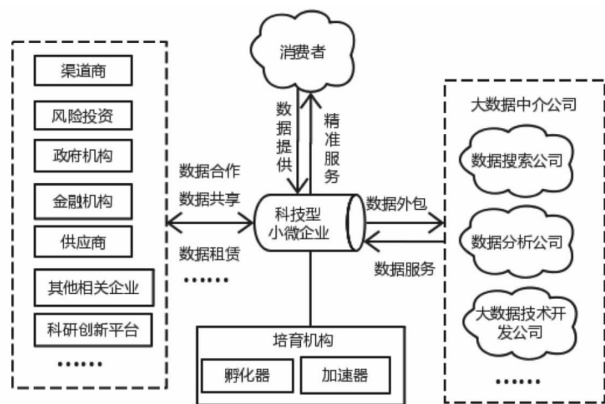 渠道商
风险投资
政府机构
金融机构
供应商
其他相关企业
科研创新平台
……
数据合作
数据共享
数据租赁
……
消费者
数据提供
精准服务
科技型
小微企业
培育机构
孵化器
加速器
数据外包
数据服务
大数据中介公司
数据搜索公司
数据分析公司
大数据技术开
发公司
……